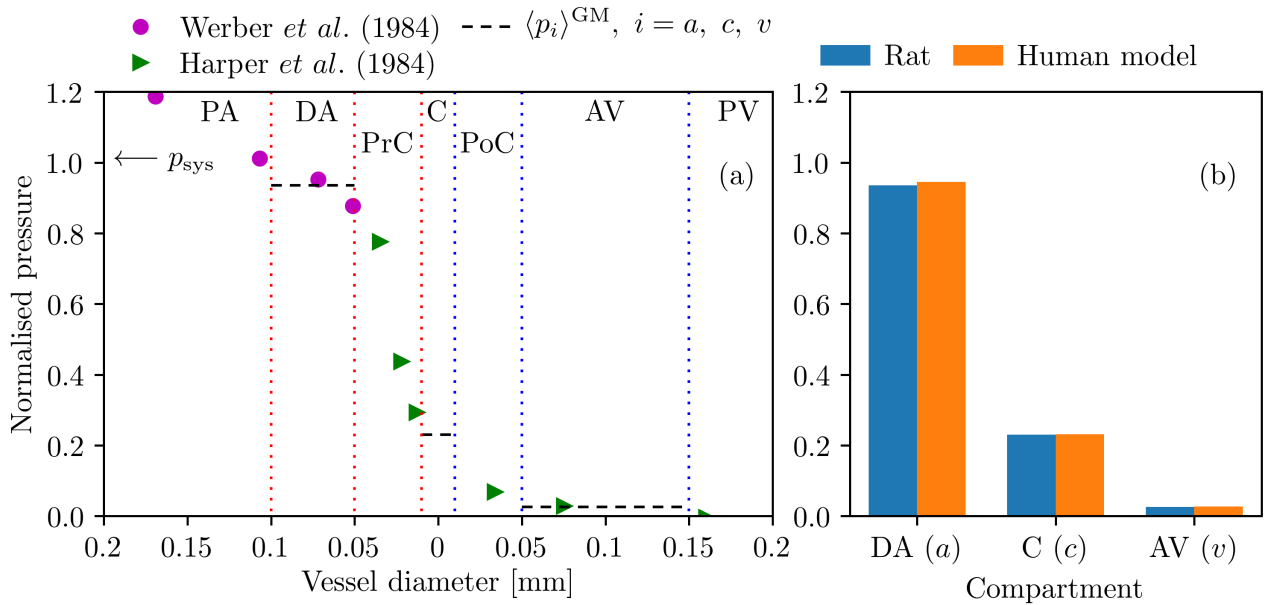 Werber et al. (1984)
Harper et al. (1984)
⟨p_i⟩^GM, i = a, c, v
Rat Human model
Normalised pressure
1.2
1.0
0.8
0.6
0.4
0.2
0.0
PA DA C AV PV
PrC PoC
← p_sys
(a)
0.2 0.15 0.1 0.05 0 0.05 0.1 0.15 0.2
Vessel diameter [mm]
1.2
1.0
0.8
0.6
0.4
0.2
0.0
(b)
DA (a) C (c) AV (v)
Compartment